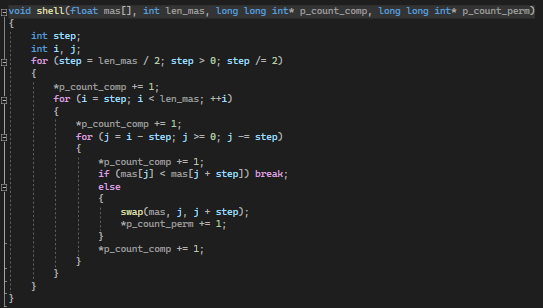 void shell(float mas[], int len_mas, long long int* p_count_comp, long long int* p_count_perm)
{
    int step;
    int i, j;
    for (step = len_mas / 2; step > 0; step /= 2)
    {
        *p_count_comp += 1;
        for (i = step; i < len_mas; ++i)
        {
            *p_count_comp += 1;
            for (j = i - step; j >= 0; j -= step)
            {
                *p_count_comp += 1;
                if (mas[j] < mas[j + step]) break;
                else
                {
                    swap(mas, j, j + step);
                    *p_count_perm += 1;
                }
                *p_count_comp += 1;
            }
        }
    }
}